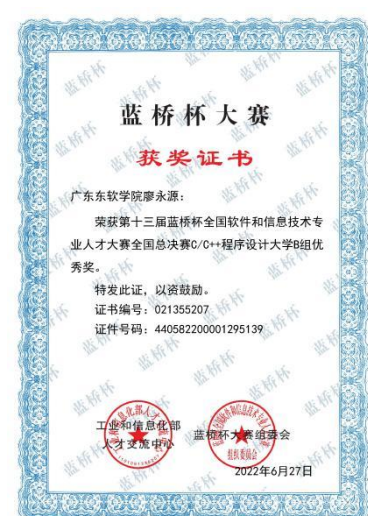 蓝桥杯大赛
获奖证书
广东东软学院廖永源：
荣获第十三届蓝桥杯全国软件和信息技术专
业人才大赛全国总决赛C/C++程序设计大学B组优
秀奖。
特发此证，以资鼓励。
证书编号：021355207
证件号码：440582200001295139
工业和信息化部
人才交流中心
蓝桥杯大赛组委会
2022年6月27日